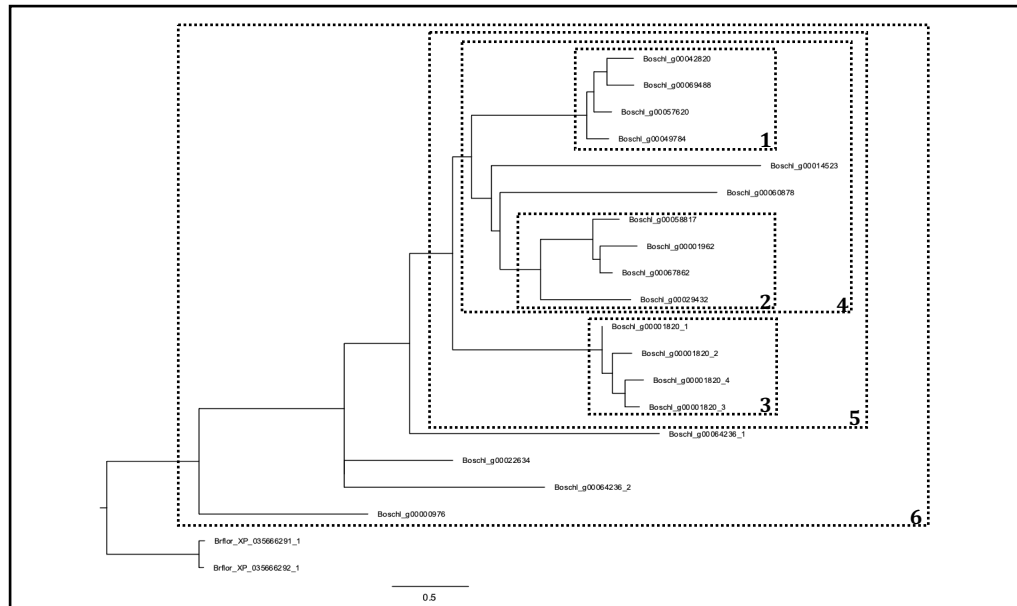 Boschl_g00042820
Boschl_g00069488
Boschl_g00057620
Boschl_g00049784
1
Boschl_g00014523
Boschl_g00060878
Boschl_g00058817
Boschl_g00001962
Boschl_g00067862
Boschl_g00029432
2
4
Boschl_g00001820_1
Boschl_g00001820_2
Boschl_g00001820_4
Boschl_g00001820_3
3
5
Boschl_g00064236_1
Boschl_g00022634
Boschl_g00064236_2
Boschl_g00000976
6
Brflor_XP_035666291_1
Brflor_XP_035666292_1
0.5